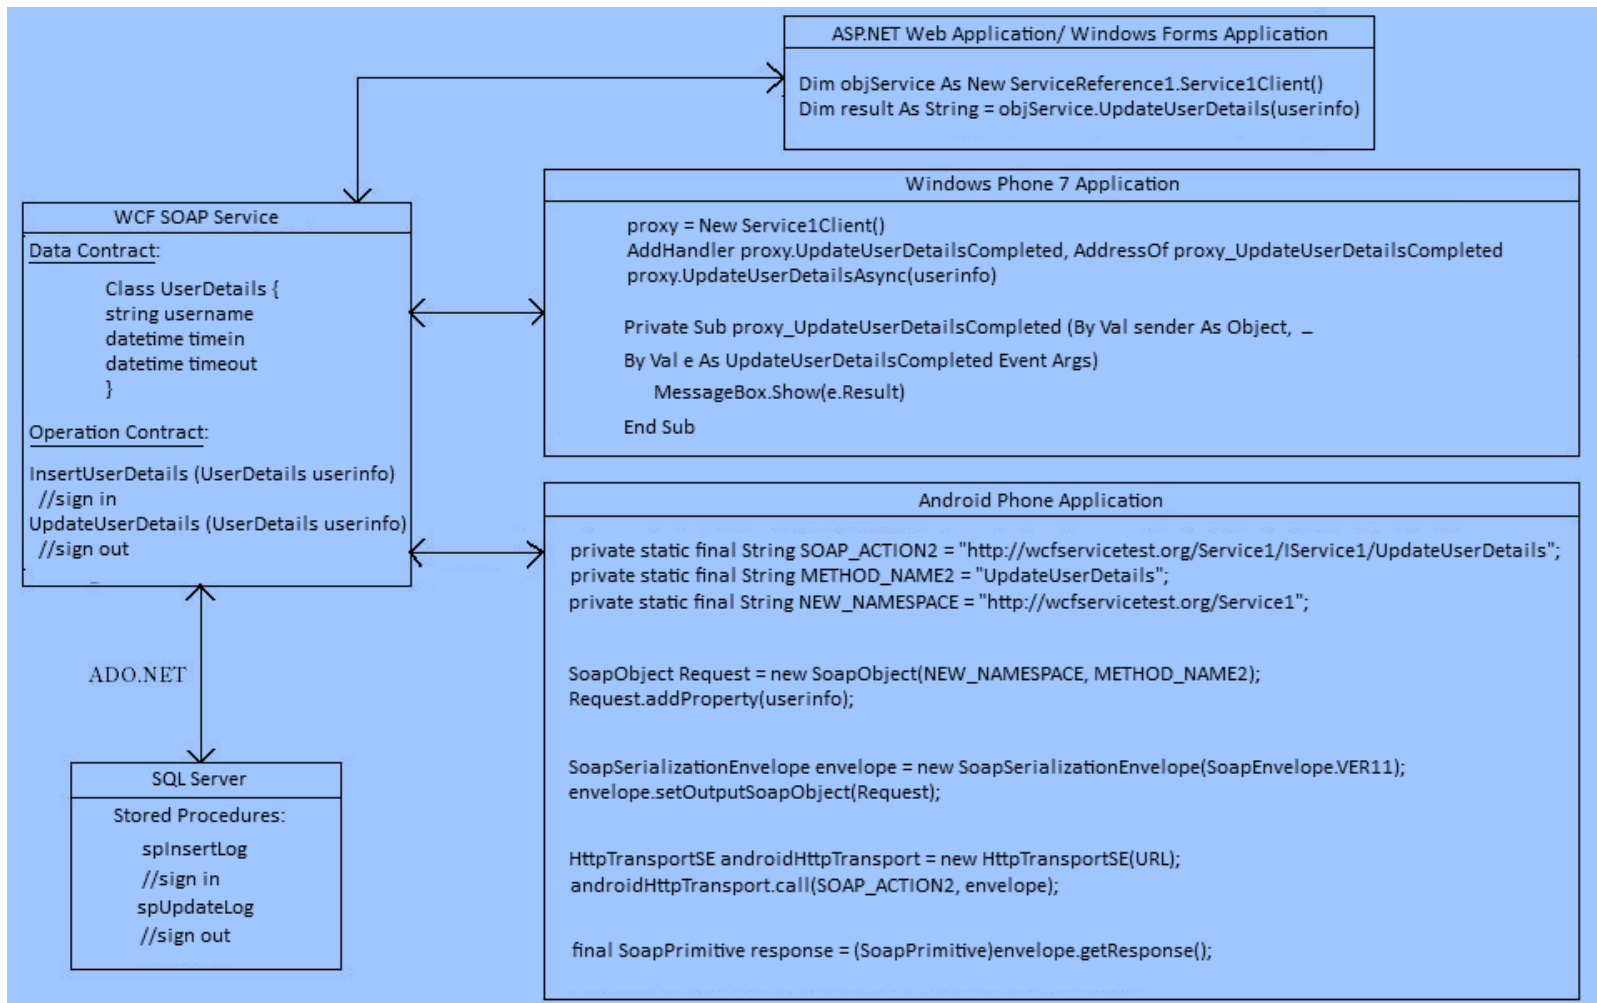 ASP.NET Web Application/ Windows Forms Application
Dim objService As New ServiceReference1.Service1Client()
Dim result As String = objService.UpdateUserDetails(userinfo)
Windows Phone 7 Application
proxy = New Service1Client()
AddHandler proxy.UpdateUserDetailsCompleted, AddressOf proxy_UpdateUserDetailsCompleted
proxy.UpdateUserDetailsAsync(userinfo)
Private Sub proxy_UpdateUserDetailsCompleted (By Val sender As Object, _
By Val e As UpdateUserDetailsCompleted Event Args)
MessageBox.Show(e.Result)
End Sub
WCF SOAP Service
Data Contract:
Class UserDetails {
string username
datetime timein
datetime timeout
}
Operation Contract:
InsertUserDetails (UserDetails userinfo)
//sign in
UpdateUserDetails (UserDetails userinfo)
//sign out
Android Phone Application
private static final String SOAP_ACTION2 = "http://wcfservicetest.org/Service1/IService1/UpdateUserDetails";
private static final String METHOD_NAME2 = "UpdateUserDetails";
private static final String NEW_NAMESPACE = "http://wcfservicetest.org/Service1";
SoapObject Request = new SoapObject(NEW_NAMESPACE, METHOD_NAME2);
Request.addProperty(userinfo);
SoapSerializationEnvelope envelope = new SoapSerializationEnvelope(SoapEnvelope.VER11);
envelope.setOutputSoapObject(Request);
HttpTransportSE androidHttpTransport = new HttpTransportSE(URL);
androidHttpTransport.call(SOAP_ACTION2, envelope);
final SoapPrimitive response = (SoapPrimitive)envelope.getResponse();
ADO.NET
SQL Server
Stored Procedures:
spInsertLog
//sign in
spUpdateLog
//sign out